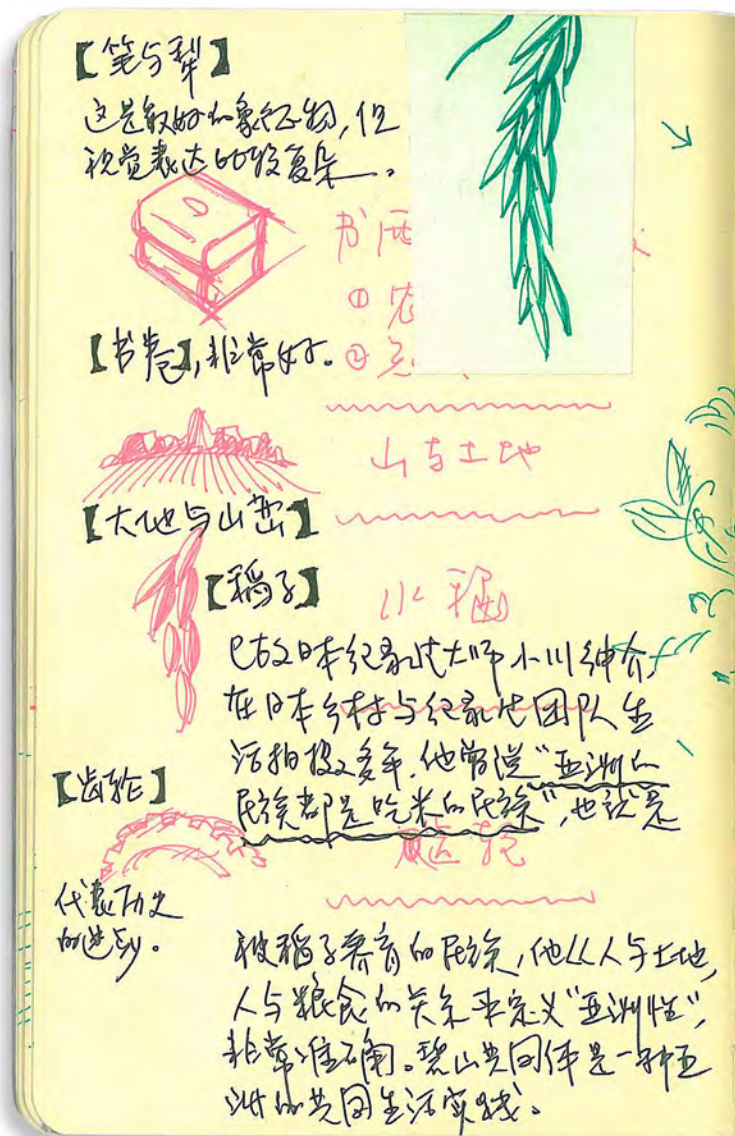 【笔与犁】
这是最好的象征物，但
视觉表达比较复杂。
书
① 农
②
【书卷】，非常好。
山与土地
【大地与山峦】
【稻子】
水稻
已故日本纪录片大师小川绅介，
在日本乡村与纪录片团队生
活拍摄多年，他常说“亚洲的
民族都是吃米的民族”，也就是
【齿轮】
齿轮
代表历史
的进步。
被稻子养育的民族，他从人与土地，
人与粮食的关系来定义“亚洲性”，
非常准确。碧山共同体是一种亚
洲的共同生活实践。